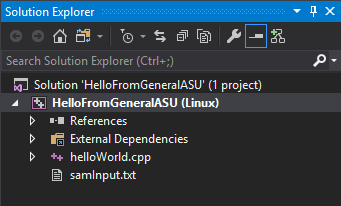 Solution Explorer
Search Solution Explorer (Ctrl+;)
Solution 'HelloFromGeneralASU' (1 project)
HelloFromGeneralASU (Linux)
References
External Dependencies
helloWorld.cpp
samInput.txt